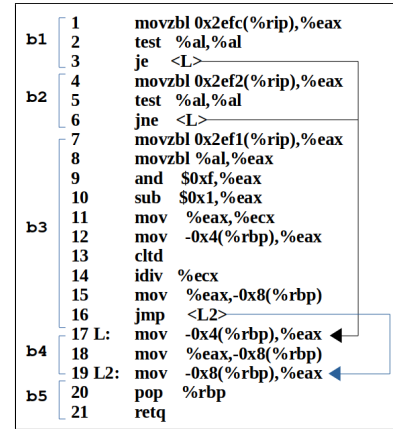 b1
1 movzbl 0x2efc(%rip),%eax
2 test %al,%al
3 je <L>
b2
4 movzbl 0x2ef2(%rip),%eax
5 test %al,%al
6 jne <L>
b3
7 movzbl 0x2ef1(%rip),%eax
8 movzbl %al,%eax
9 and $0xf,%eax
10 sub $0x1,%eax
11 mov %eax,%ecx
12 mov -0x4(%rbp),%eax
13 cltd
14 idiv %ecx
15 mov %eax,-0x8(%rbp)
16 jmp <L2>
b4
17 L: mov -0x4(%rbp),%eax
18 mov %eax,-0x8(%rbp)
19 L2: mov -0x8(%rbp),%eax
b5
20 pop %rbp
21 retq